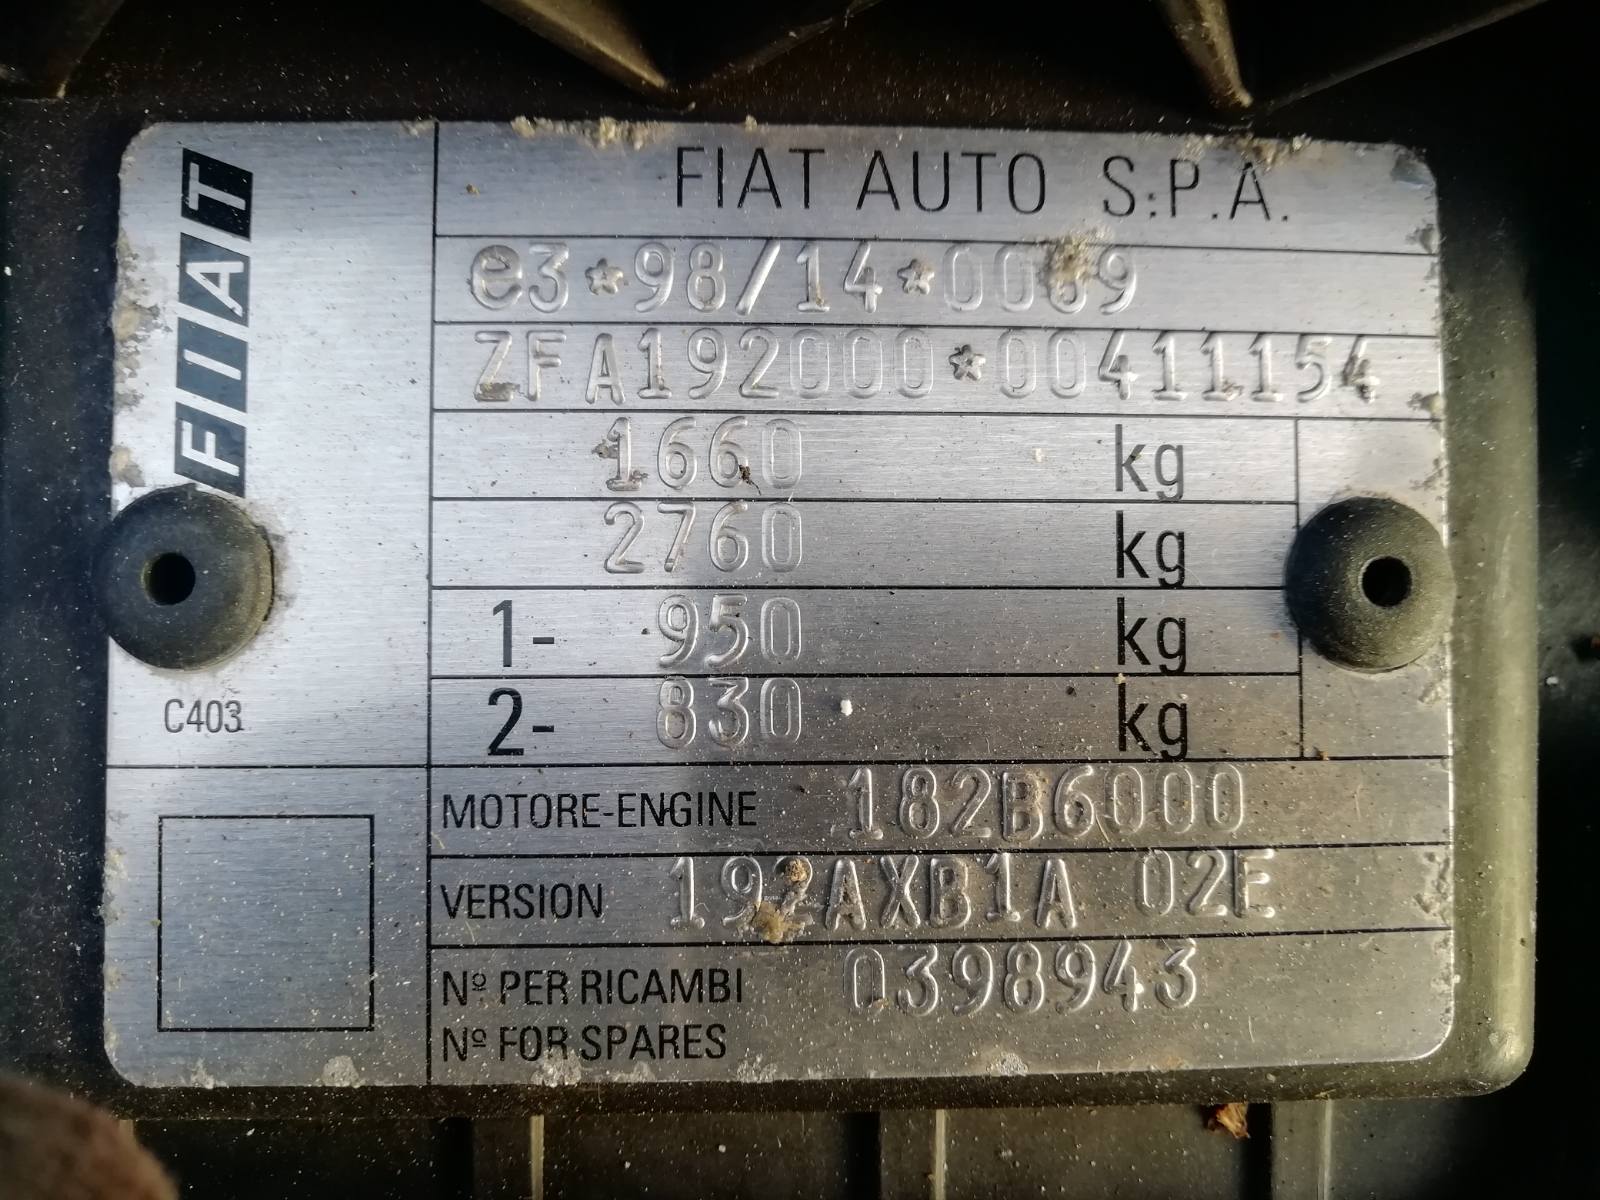 FIAT
FIAT AUTO S.P.A.
e3*98/14*0069
ZFA192000*00411154
1660 kg
2760 kg
1- 950 kg
2- 830 kg
C403
MOTORE-ENGINE 182B6000
VERSION 192AXB1A 02E
Nº PER RICAMBI 0398943
Nº FOR SPARES